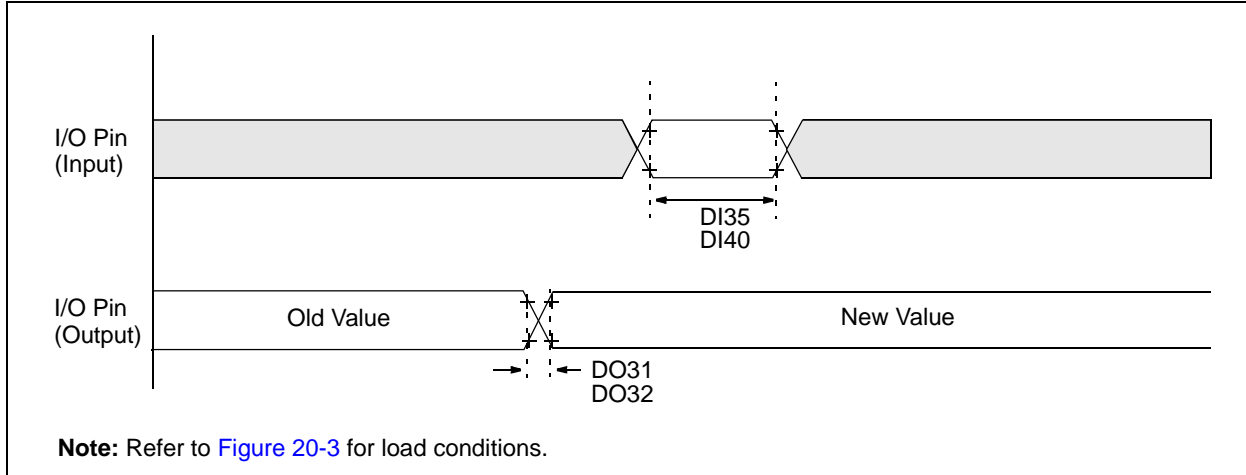 I/O Pin
(Input)
DI35
DI40
I/O Pin
(Output)
Old Value
New Value
DO31
DO32
Note: Refer to Figure 20-3 for load conditions.